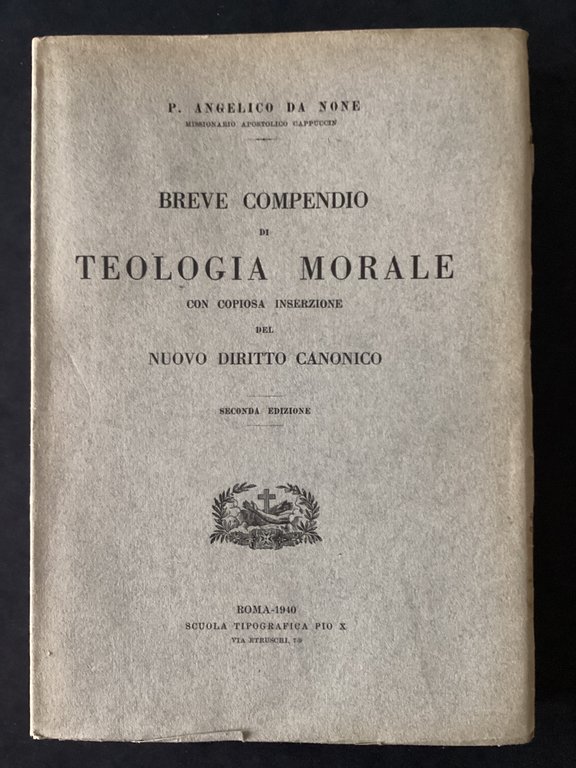 P. ANGELICO DA NONE
MISSIONARIO APOSTOLICO CAPPUCCIN
BREVE COMPENDIO
DI
TEOLOGIA MORALE
CON COPIOSA INSERZIONE
DEL
NUOVO DIRITTO CANONICO
SECONDA EDIZIONE
ROMA-1940
SCUOLA TIPOGRAFICA PIO X
VIA ETRUSCHI, 7-9